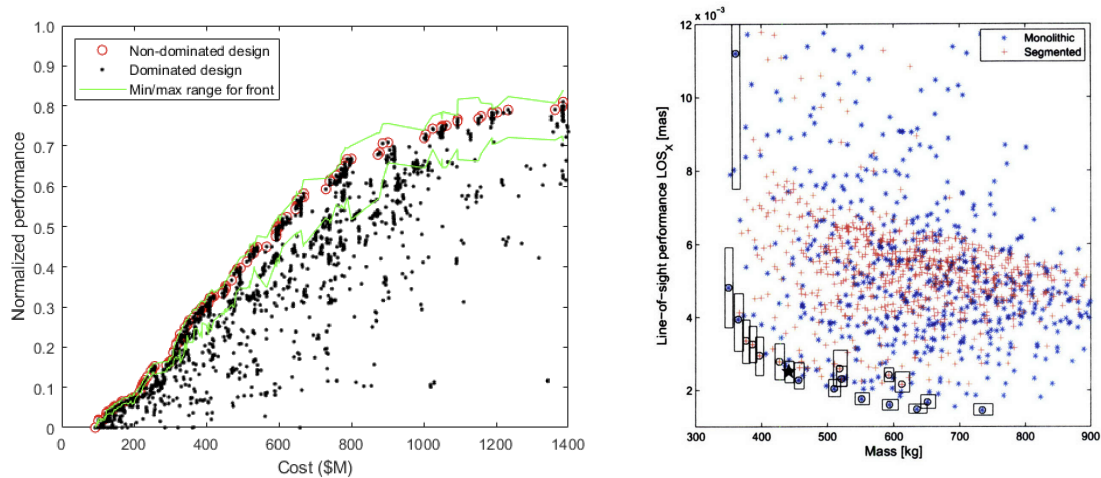 1.0
0.9
0.8
0.7
0.6
0.5
0.4
0.3
0.2
0.1
0
Normalized performance
Non-dominated design
Dominated design
Min/max range for front
0 200 400 600 800 1000 1200 1400
Cost ($M)
12 × 10⁻³
10
8
6
4
2
Line-of-sight performance LOSₓ [mas]
Monolithic
Segmented
300 400 500 600 700 800 900
Mass [kg]